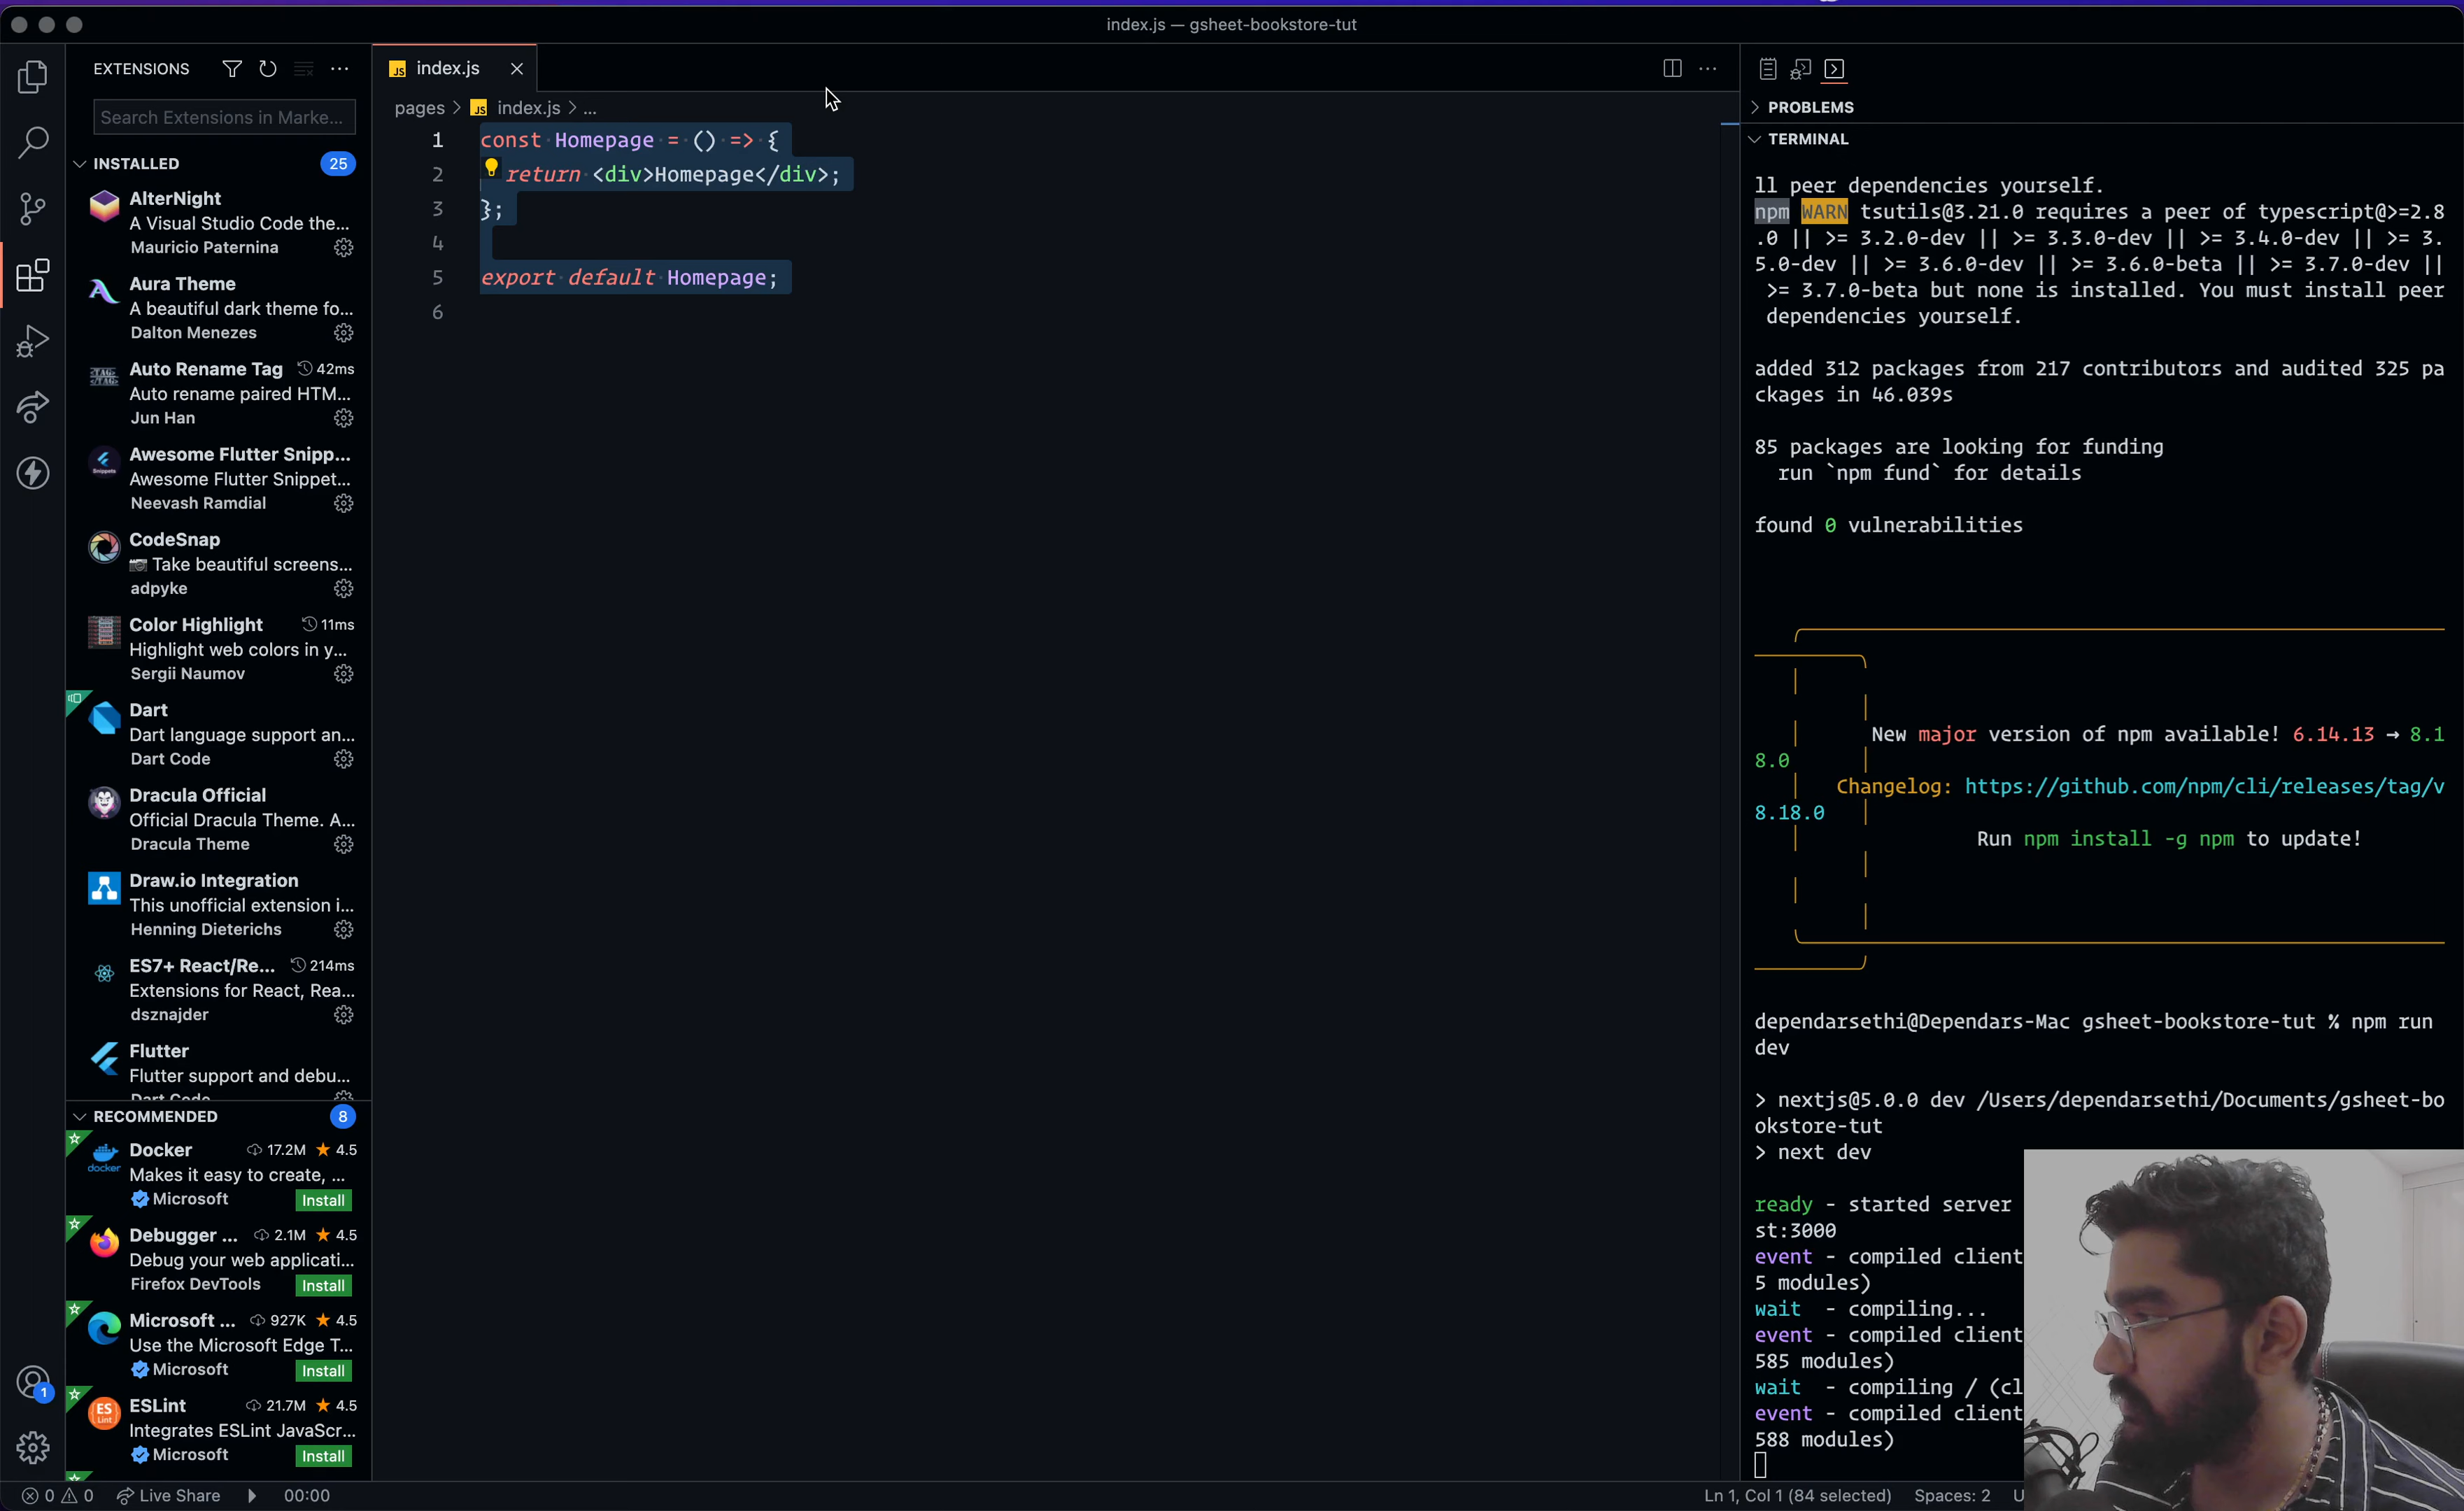 index.js — gsheet-bookstore-tut
EXTENSIONS
Search Extensions in Marke...
INSTALLED
25
AlterNight
A Visual Studio Code the...
Mauricio Paternina
Aura Theme
A beautiful dark theme fo...
Dalton Menezes
Auto Rename Tag 42ms
Auto rename paired HTM...
Jun Han
Awesome Flutter Snipp...
Awesome Flutter Snippet...
Neevash Ramdial
CodeSnap
Take beautiful screens...
adpyke
Color Highlight 11ms
Highlight web colors in y...
Sergii Naumov
Dart
Dart language support an...
Dart Code
Dracula Official
Official Dracula Theme. A...
Dracula Theme
Draw.io Integration
This unofficial extension i...
Henning Dieterichs
ES7+ React/Re... 214ms
Extensions for React, Rea...
dsznajder
Flutter
Flutter support and debu...
Dart Code
RECOMMENDED
8
docker
Docker 17.2M 4.5
Makes it easy to create, ...
Microsoft
Install
Debugger ... 2.1M 4.5
Debug your web applicati...
Firefox DevTools
Install
Microsoft ... 927K 4.5
Use the Microsoft Edge T...
Microsoft
Install
ES
Lint
ESLint 21.7M 4.5
Integrates ESLint JavaScr...
Microsoft
Install
1
JS index.js
pages > JS index.js > ...
1 const Homepage = () => {
2 return <div>Homepage</div>;
3 };
4
5 export default Homepage;
6
PROBLEMS
TERMINAL
ll peer dependencies yourself.
npm WARN tsutils@3.21.0 requires a peer of typescript@>=2.8
.0 || >= 3.2.0-dev || >= 3.3.0-dev || >= 3.4.0-dev || >= 3.
5.0-dev || >= 3.6.0-dev || >= 3.6.0-beta || >= 3.7.0-dev ||
>= 3.7.0-beta but none is installed. You must install peer
dependencies yourself.
added 312 packages from 217 contributors and audited 325 pa
ckages in 46.039s
85 packages are looking for funding
run `npm fund` for details
found 0 vulnerabilities
New major version of npm available! 6.14.13 → 8.1
8.0
Changelog: https://github.com/npm/cli/releases/tag/v
8.18.0
Run npm install -g npm to update!
dependarsethi@Dependars-Mac gsheet-bookstore-tut % npm run
dev
> nextjs@5.0.0 dev /Users/dependarsethi/Documents/gsheet-bo
okstore-tut
> next dev
ready - started server
st:3000
event - compiled client
5 modules)
wait - compiling...
event - compiled client
585 modules)
wait - compiling / (cl
event - compiled client
588 modules)
0 0 Live Share 00:00
Ln 1, Col 1 (84 selected) Spaces: 2 U